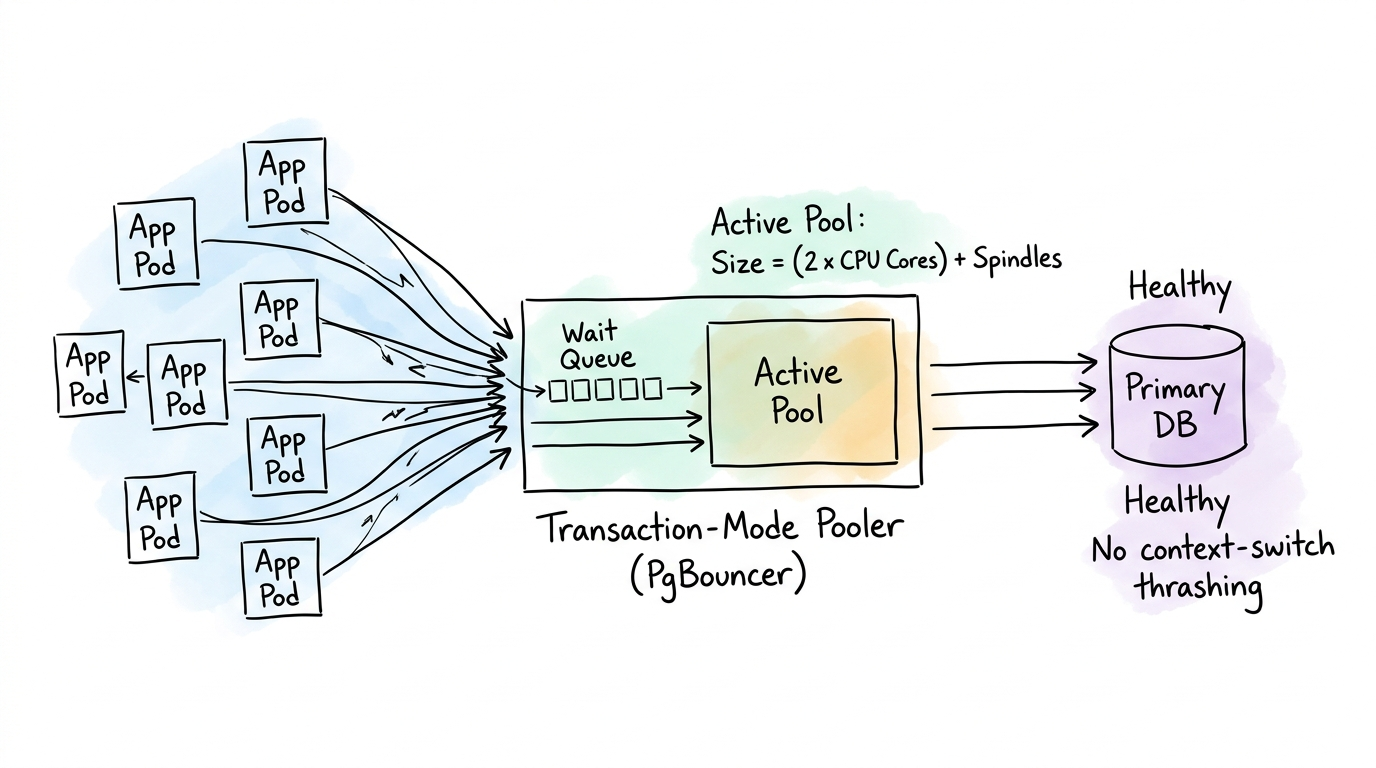 App
Pod
App
Pod
App
Pod
App
Pod
App
Pod
App
Pod
App
Pod
App
Pod
Active Pool:
Size = (2 x CPU Cores) + Spindles
Wait
Queue
Active
Pool
Transaction-Mode Pooler
(PgBouncer)
Healthy
Primary
DB
Healthy
No context-switch
thrashing